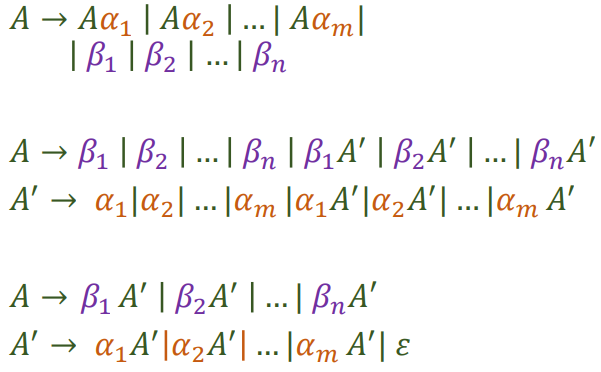 A → Aα₁ | Aα₂ | ... | Aαₘ|
| β₁ | β₂ | ... | βₙ
A → β₁ | β₂ | ... | βₙ | β₁A′ | β₂A′ | ... | βₙA′
A′ → α₁|α₂| ... |αₘ |α₁A′|α₂A′| ... |αₘ A′
A → β₁ A′ | β₂A′ | ... | βₙA′
A′ → α₁A′|α₂A′| ... |αₘ A′| ε